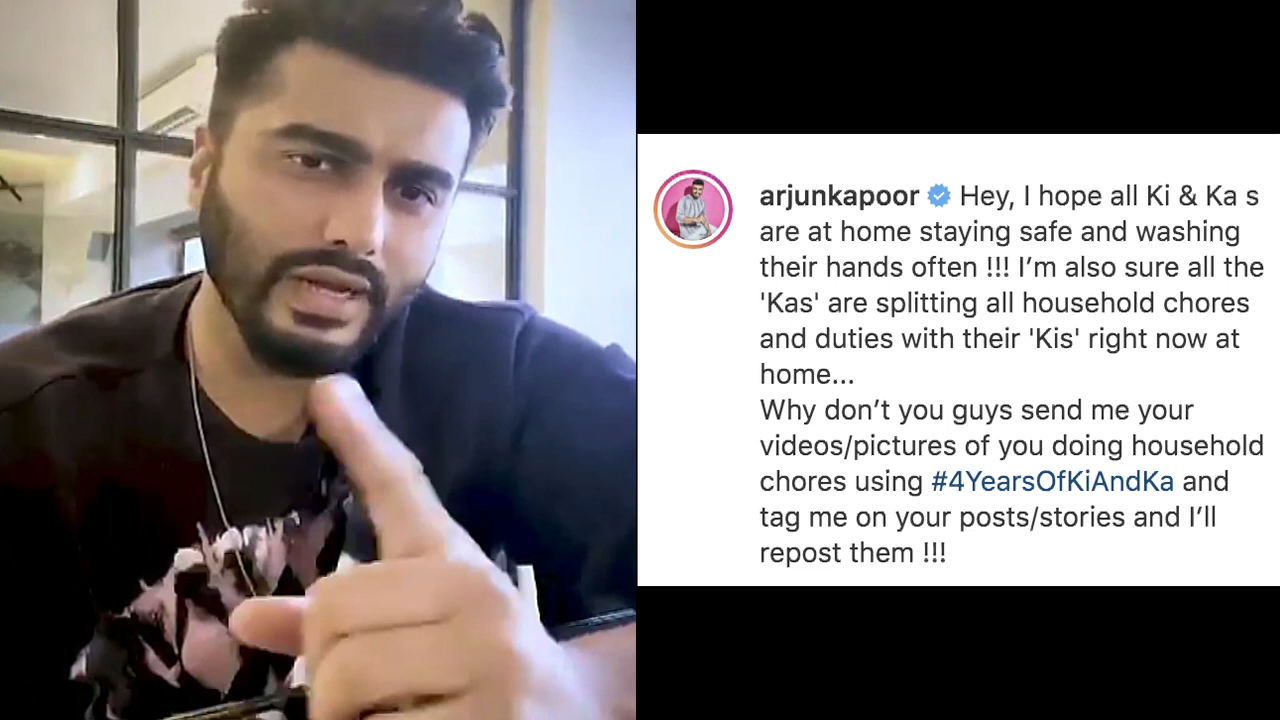 arjunkapoor Hey, I hope all Ki & Ka s
are at home staying safe and washing
their hands often !!! I’m also sure all the
'Kas' are splitting all household chores
and duties with their 'Kis' right now at
home...
Why don’t you guys send me your
videos/pictures of you doing household
chores using #4YearsOfKiAndKa and
tag me on your posts/stories and I’ll
repost them !!!